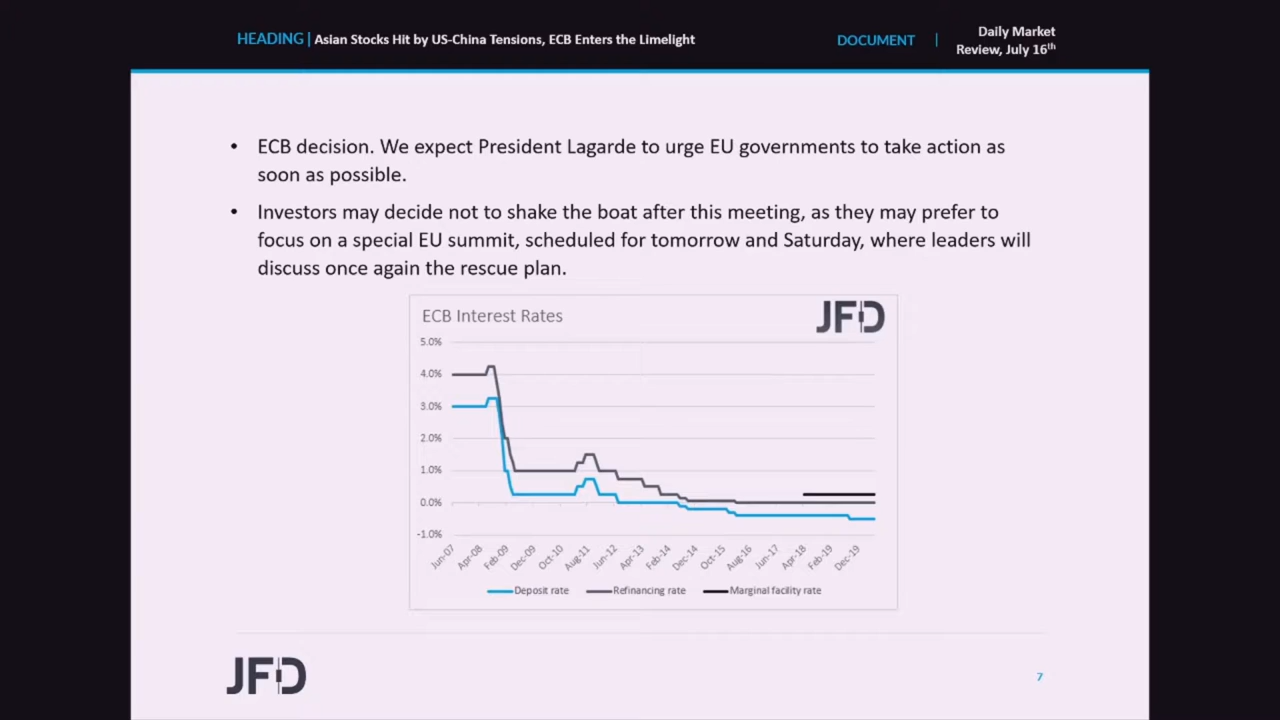 HEADING | Asian Stocks Hit by US-China Tensions, ECB Enters the Limelight
DOCUMENT | Daily Market
Review, July 16th
• ECB decision. We expect President Lagarde to urge EU governments to take action as
soon as possible.
• Investors may decide not to shake the boat after this meeting, as they may prefer to
focus on a special EU summit, scheduled for tomorrow and Saturday, where leaders will
discuss once again the rescue plan.
ECB Interest Rates
JFD
5.0%
4.0%
3.0%
2.0%
1.0%
0.0%
-1.0%
Jun-07 Apr-08 Feb-09 Dec-09 Oct-10 Aug-11 Jun-12 Apr-13 Feb-14 Dec-14 Oct-15 Aug-16 Jun-17 Apr-18 Feb-19 Dec-19
Deposit rate Refinancing rate Marginal facility rate
JFD
7